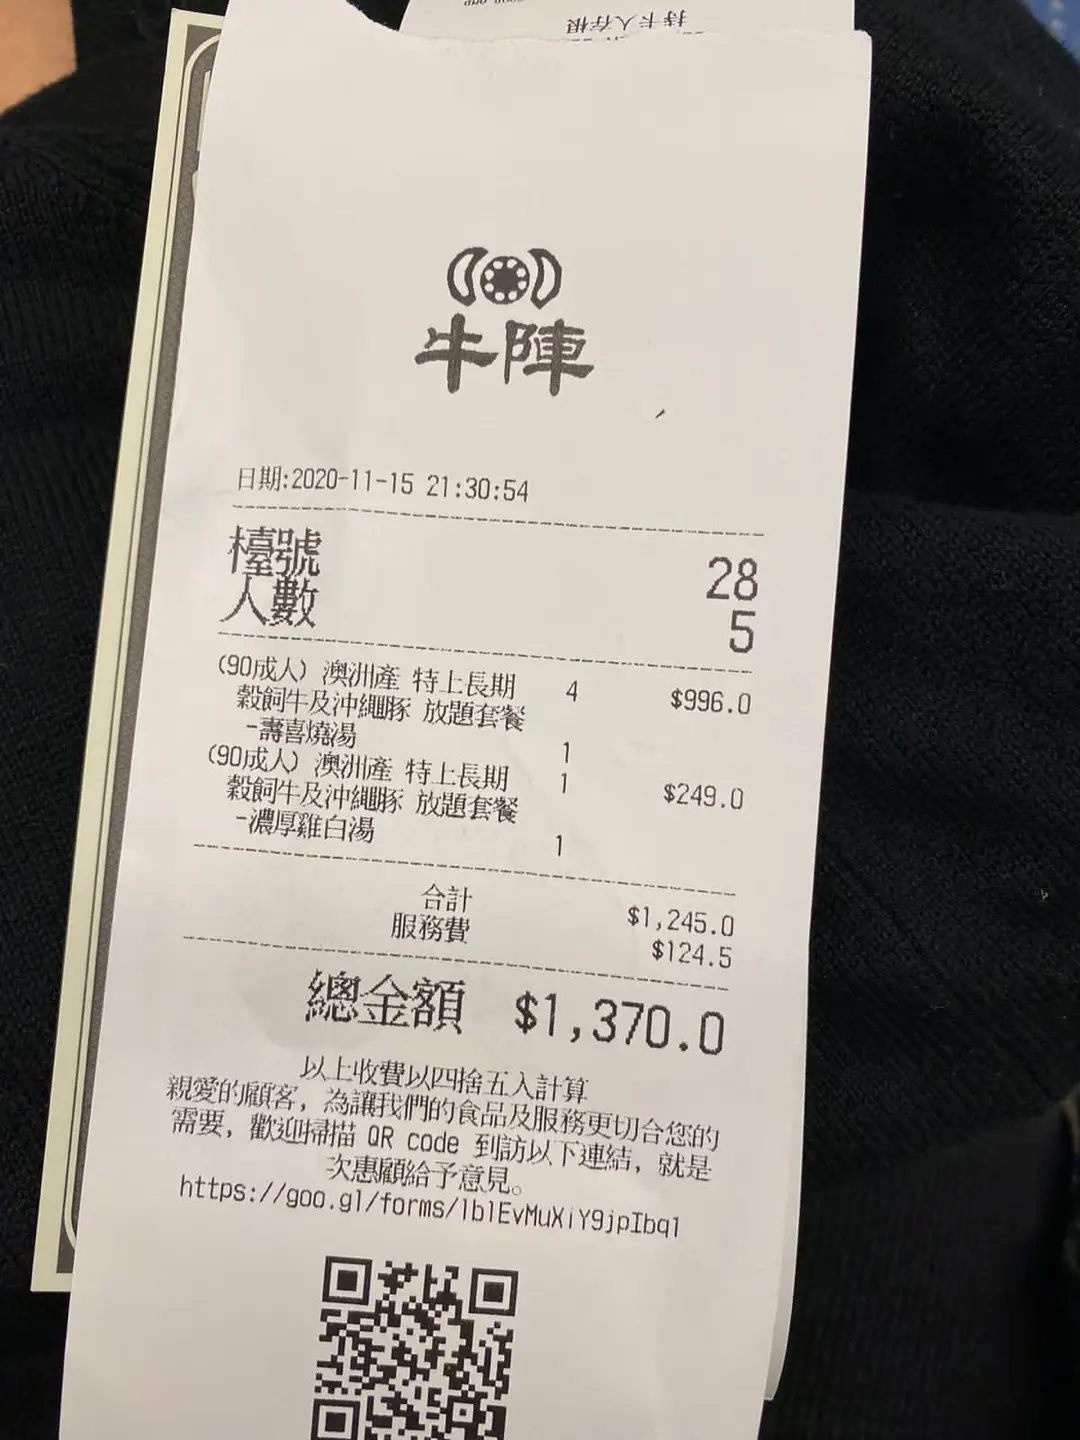 持卡人存根
牛陣
日期:2020-11-15 21:30:54
檯號 28
人數 5
(90成人) 澳洲產 特上長期 4 $996.0
穀飼牛及沖繩豚 放題套餐
-壽喜燒湯 1
(90成人) 澳洲產 特上長期 1 $249.0
穀飼牛及沖繩豚 放題套餐
-濃厚雞白湯 1
合計 $1,245.0
服務費 $124.5
總金額 $1,370.0
以上收費以四捨五入計算
親愛的顧客, 為讓我們的食品及服務更切合您的
需要, 歡迎掃描 QR code 到訪以下連結, 就是
次惠顧給予意見。
https://goo.gl/forms/1b1EvMuXiY9jpIbq1